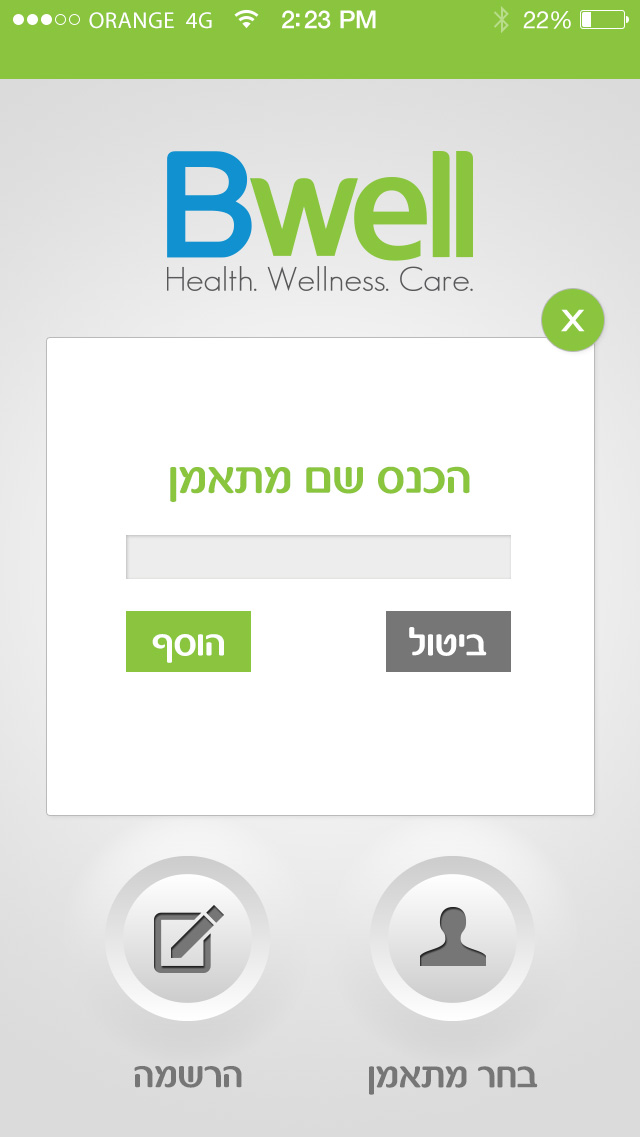 ORANGE 4G 2:23 PM 22%
Bwell
Health. Wellness. Care.
X
הכנס שם מתאמן
ביטול הוסף
בחר מתאמן הרשמה